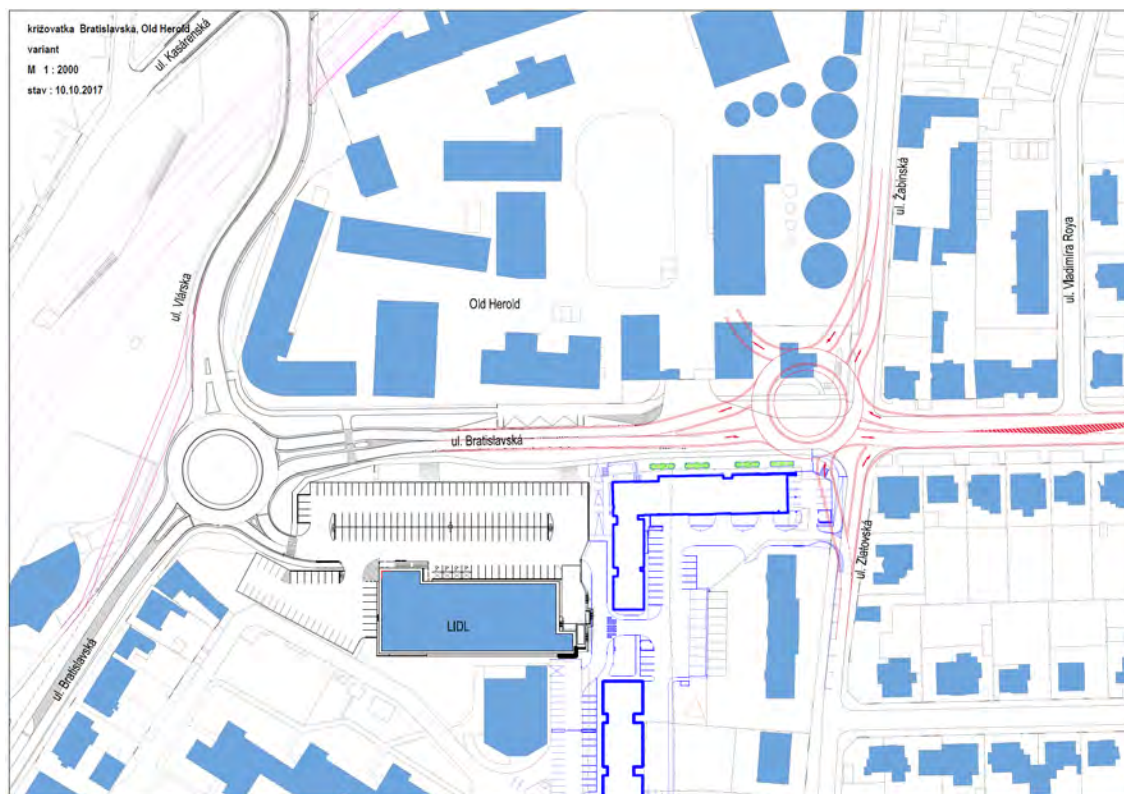 križovatka Bratislavská, Old Herold
variant
M 1 : 2000
stav : 10.10.2017
ul. Kasárenská
ul. Žabinská
ul. Vladimíra Roya
ul. Vlárska
Old Herold
ul. Bratislavská
ul. Zlatovská
LIDL
ul. Bratislavská